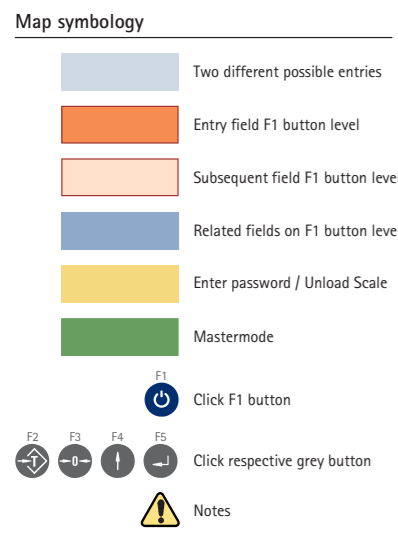 Map symbology
Two different possible entries
Entry field F1 button level
Subsequent field F1 button leve
Related fields on F1 button leve
Enter password / Unload Scale
Mastermode
F1
Click F1 button
F2 F3 F4 F5
T 0
Click respective grey button
Notes